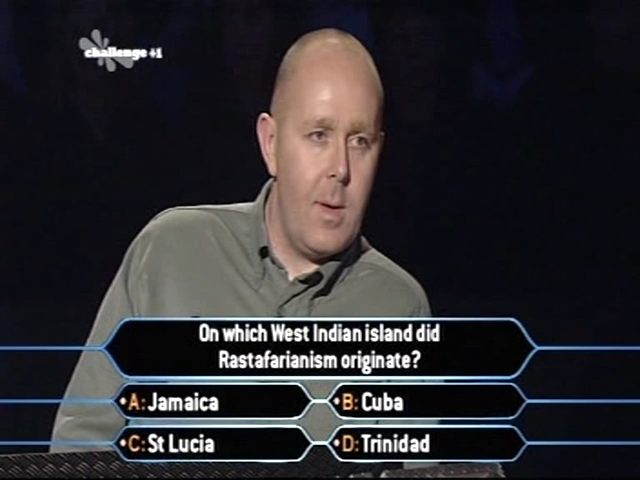 challenge +1
On which West Indian island did
Rastafarianism originate?
A: Jamaica
B: Cuba
C: St Lucia
D: Trinidad